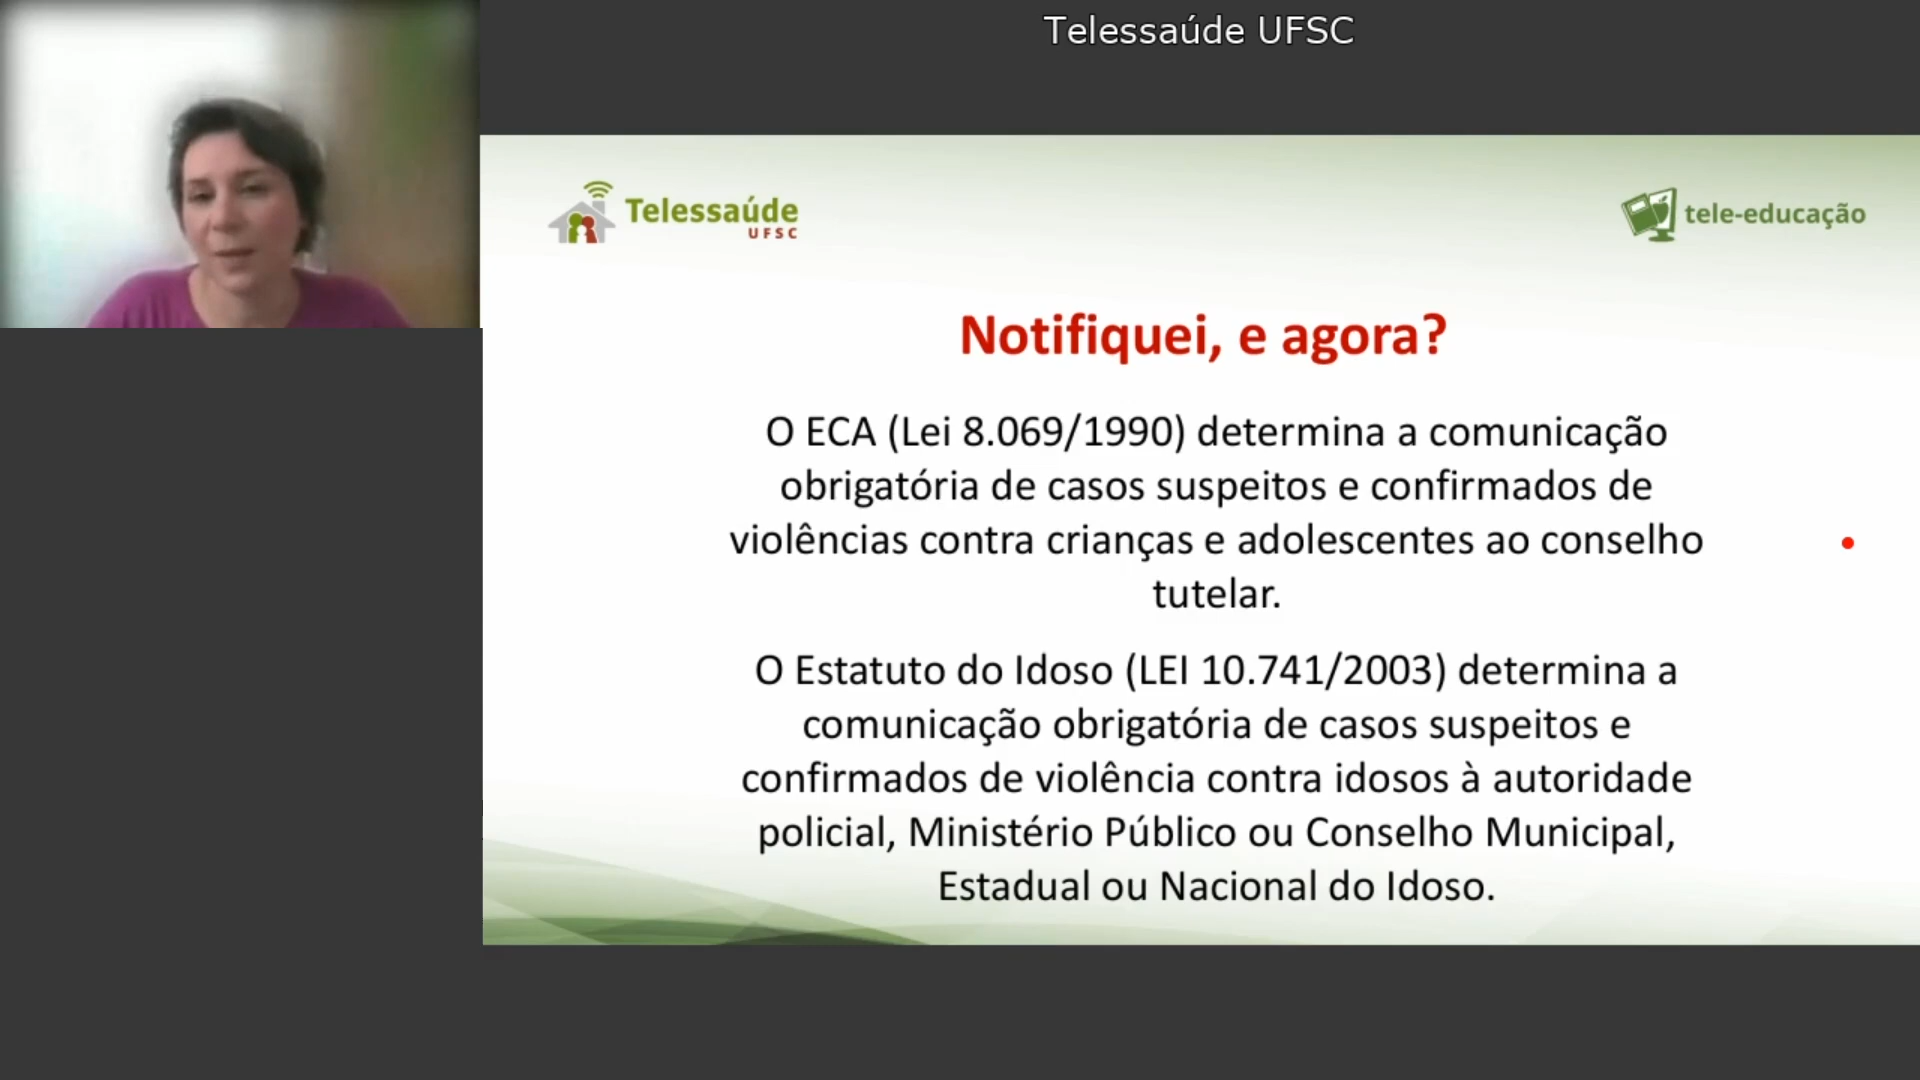 Telessaúde UFSC
Telessaúde
UFSC
tele-educação
Notifiquei, e agora?
O ECA (Lei 8.069/1990) determina a comunicação
obrigatória de casos suspeitos e confirmados de
violências contra crianças e adolescentes ao conselho
tutelar.
O Estatuto do Idoso (LEI 10.741/2003) determina a
comunicação obrigatória de casos suspeitos e
confirmados de violência contra idosos à autoridade
policial, Ministério Público ou Conselho Municipal,
Estadual ou Nacional do Idoso.